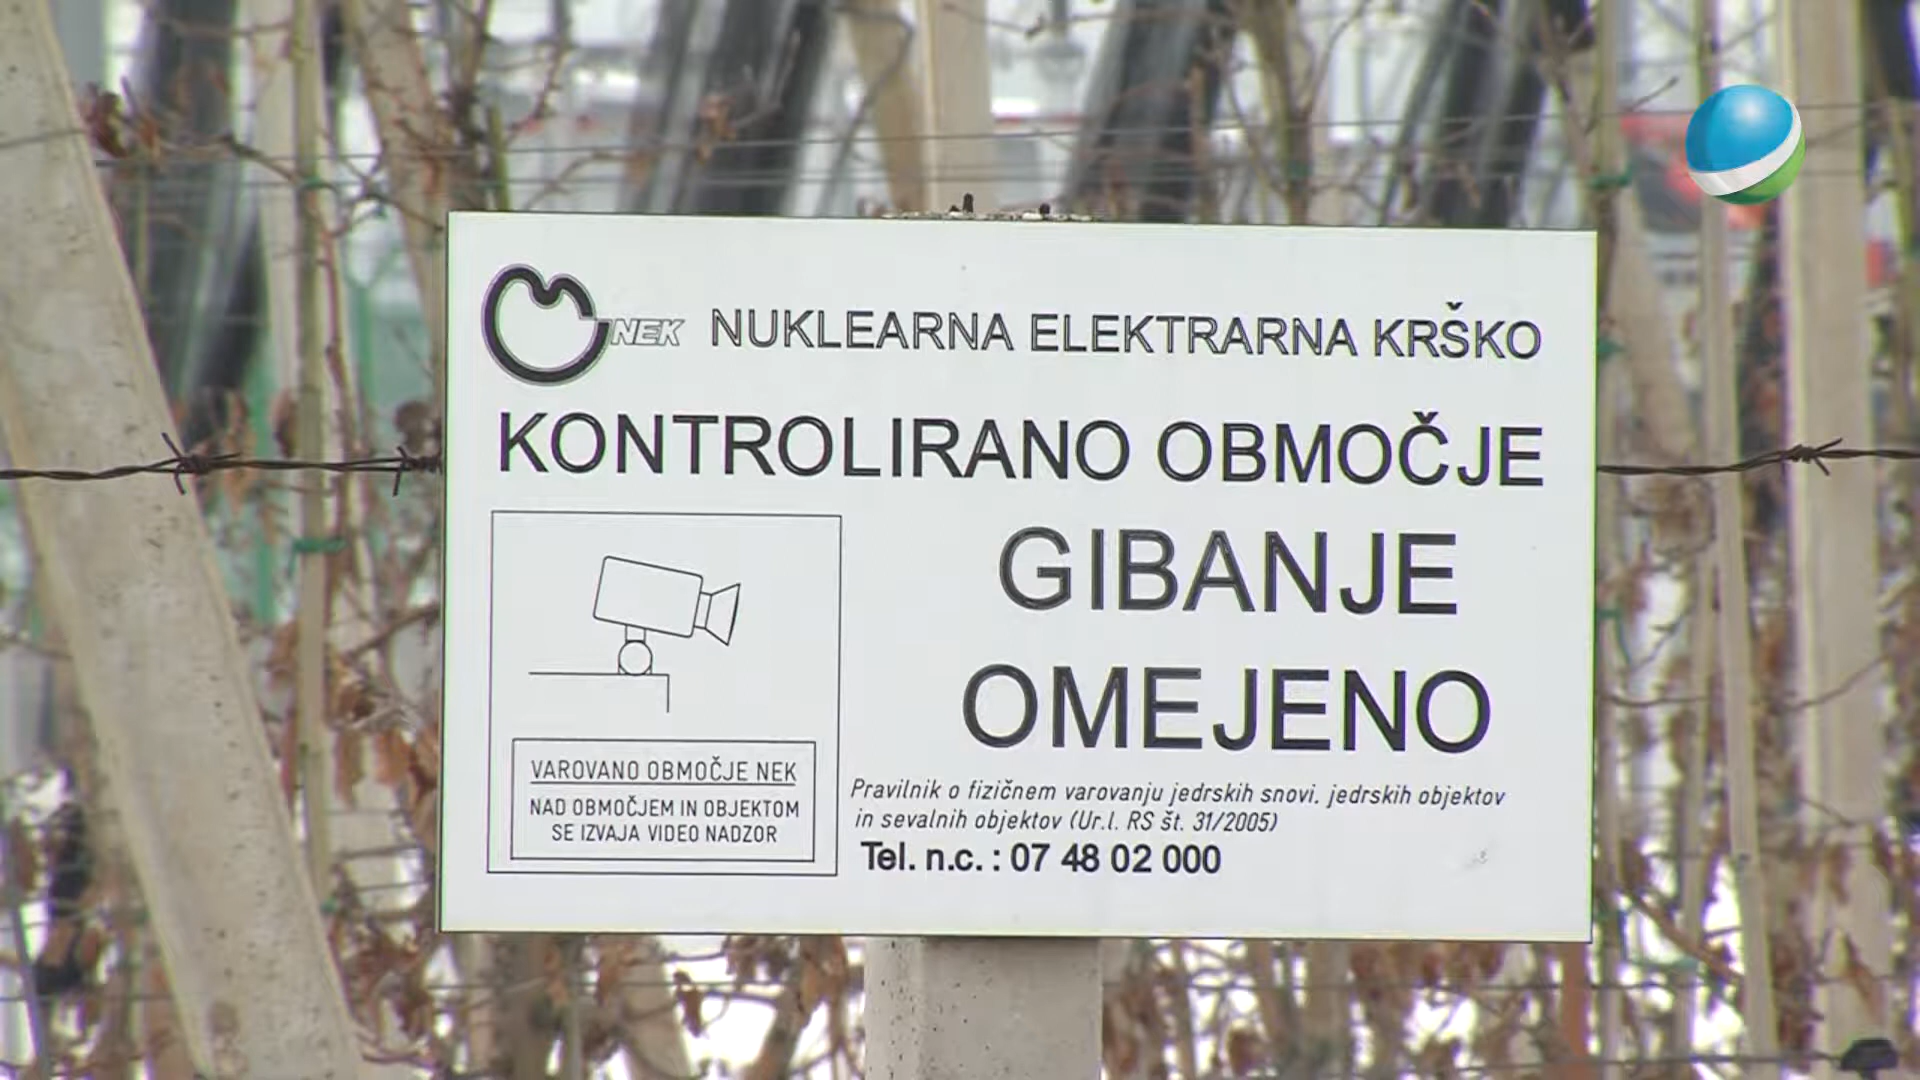 NEK NUKLEARNA ELEKTRARNA KRŠKO
KONTROLIRANO OBMOČJE
GIBANJE
OMEJENO
VAROVANO OBMOČJE NEK
NAD OBMOČJEM IN OBJEKTOM
SE IZVAJA VIDEO NADZOR
Pravilnik o fizičnem varovanju jedrskih snovi. jedrskih objektov
in sevalnih objektov (Ur.l. RS št. 31/2005)
Tel. n.c. : 07 48 02 000